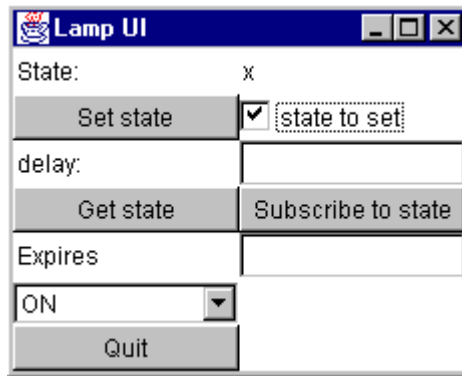 Lamp UI
State: x
Set state state to set
delay:
Get state Subscribe to state
Expires
ON
Quit